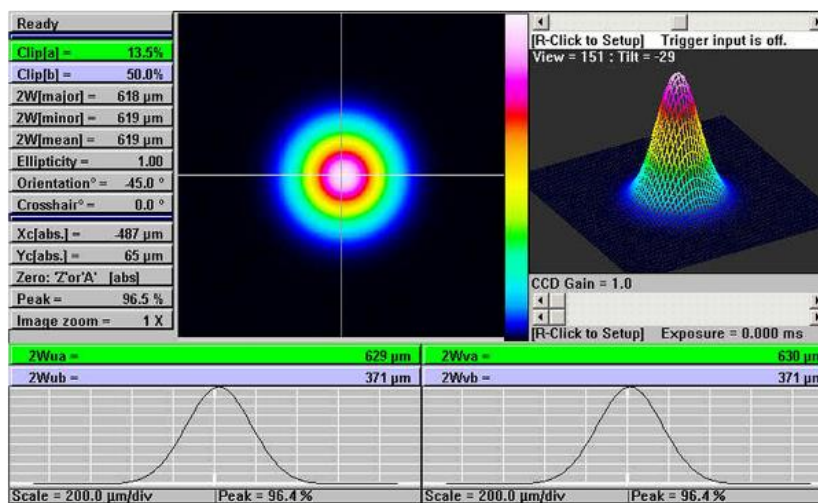 Ready
Clip[a] = 13.5%
Clip[b] = 50.0%
2W[major] = 618 µm
2W[minor] = 619 µm
2W[mean] = 619 µm
Ellipticity = 1.00
Orientation° = -45.0 °
Crosshair° = 0.0 °
Xc[abs.] = -487 µm
Yc[abs.] = 65 µm
Zero: 'Z'or'A' [abs]
Peak = 96.5 %
Image zoom = 1 X
[R-Click to Setup] Trigger input is off.
View = 151 : Tilt = -29
CCD Gain = 1.0
[R-Click to Setup] Exposure = 0.000 ms
2Wua = 629 µm
2Wub = 371 µm
Scale = 200.0 µm/div Peak = 96.4 %
2Wva = 630 µm
2Wvb = 371 µm
Scale = 200.0 µm/div Peak = 96.4 %